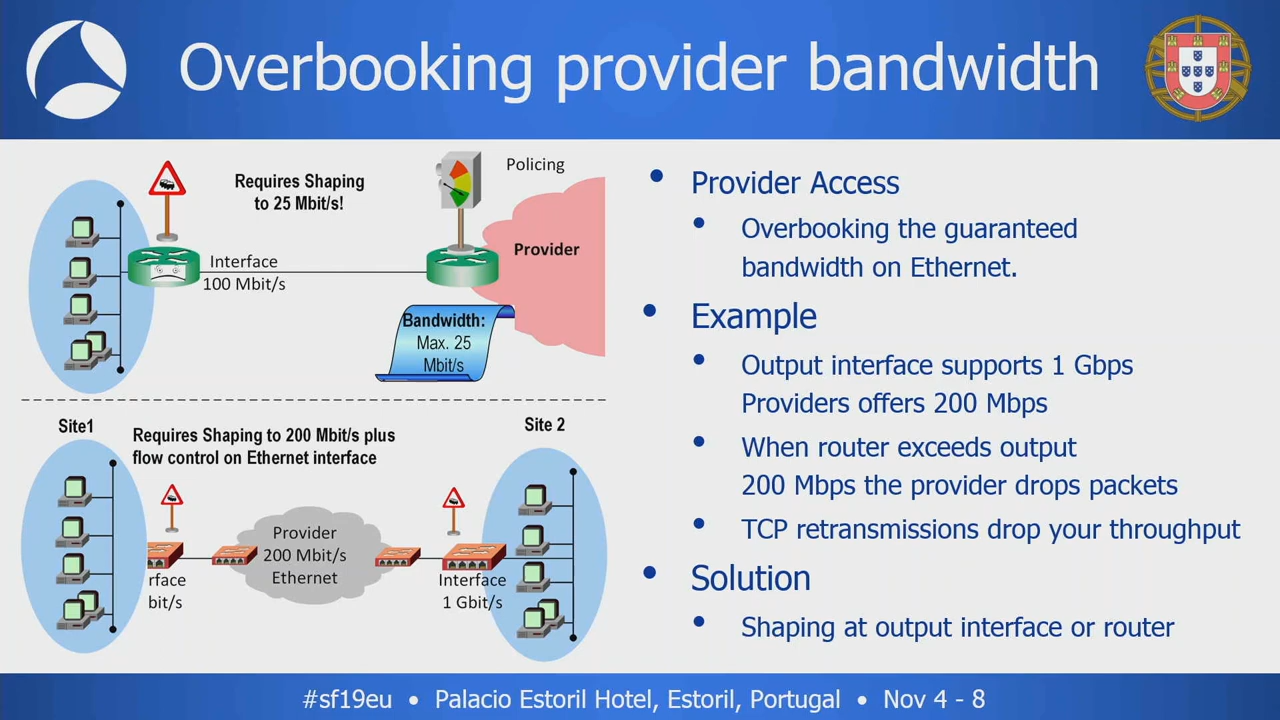 Overbooking provider bandwidth
Requires Shaping
to 25 Mbit/s!
Policing
Interface
100 Mbit/s
Provider
Bandwidth:
Max. 25
Mbit/s
Site1
Requires Shaping to 200 Mbit/s plus
flow control on Ethernet interface
Site 2
Provider
200 Mbit/s
Ethernet
rface
bit/s
Interface
1 Gbit/s
• Provider Access
• Overbooking the guaranteed
bandwidth on Ethernet.
• Example
• Output interface supports 1 Gbps
Providers offers 200 Mbps
• When router exceeds output
200 Mbps the provider drops packets
• TCP retransmissions drop your throughput
• Solution
• Shaping at output interface or router
#sf19eu • Palacio Estoril Hotel, Estoril, Portugal • Nov 4 - 8